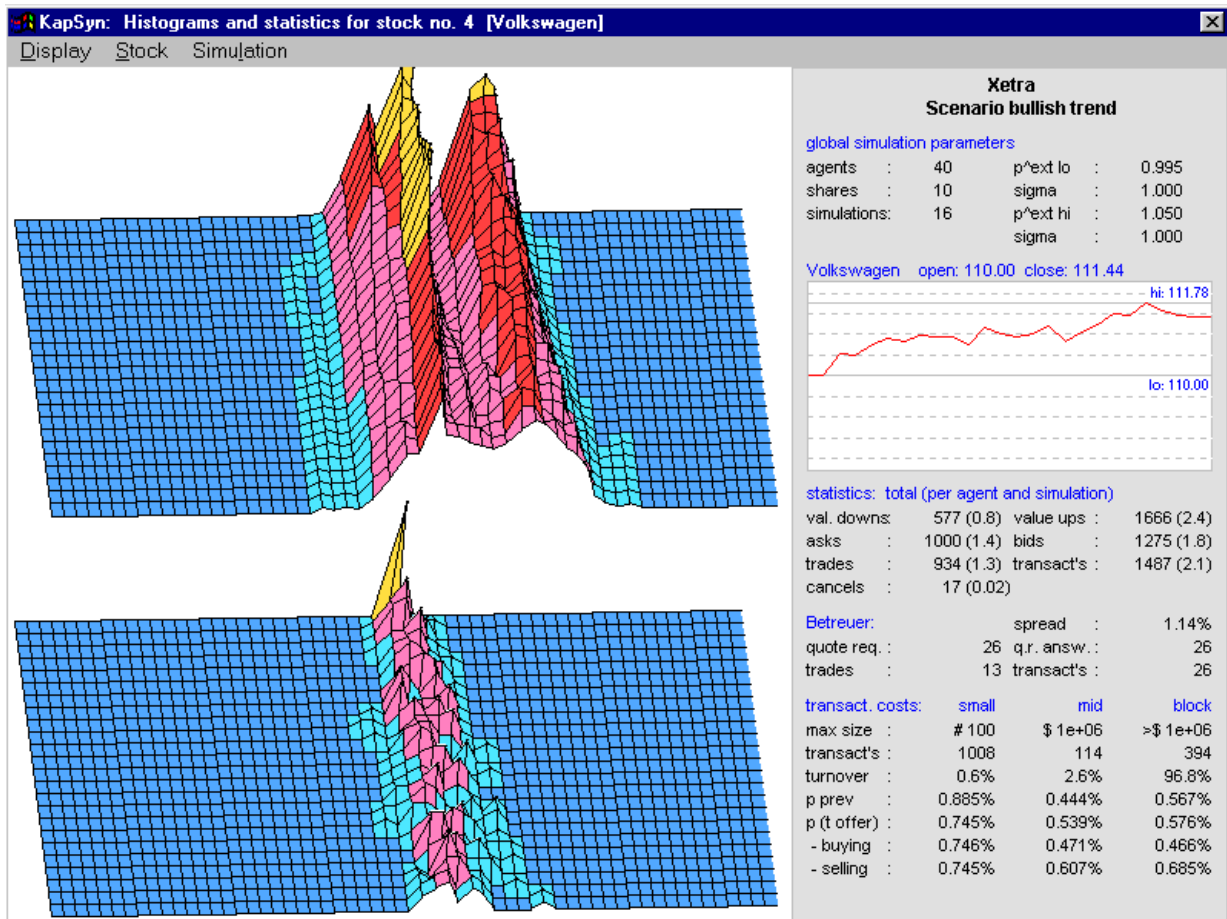 KapSyn: Histograms and statistics for stock no. 4 [Volkswagen]
Display Stock Simulation
Xetra
Scenario bullish trend
global simulation parameters
agents : 40 p^ext lo : 0.995
shares : 10 sigma : 1.000
simulations: 16 p^ext hi : 1.050
sigma : 1.000
Volkswagen open: 110.00 close: 111.44
hi: 111.78
lo: 110.00
statistics: total (per agent and simulation)
val. downs: 577 (0.8) value ups : 1666 (2.4)
asks : 1000 (1.4) bids : 1275 (1.8)
trades : 934 (1.3) transact's : 1487 (2.1)
cancels : 17 (0.02)
Betreuer: spread : 1.14%
quote req. : 26 q.r. answ. : 26
trades : 13 transact's : 26
transact. costs: small mid block
max size : # 100 $ 1e+06 >$ 1e+06
transact's : 1008 114 394
turnover : 0.6% 2.6% 96.8%
p prev : 0.885% 0.444% 0.567%
p (t offer) : 0.745% 0.539% 0.576%
- buying : 0.746% 0.471% 0.466%
- selling : 0.745% 0.607% 0.685%